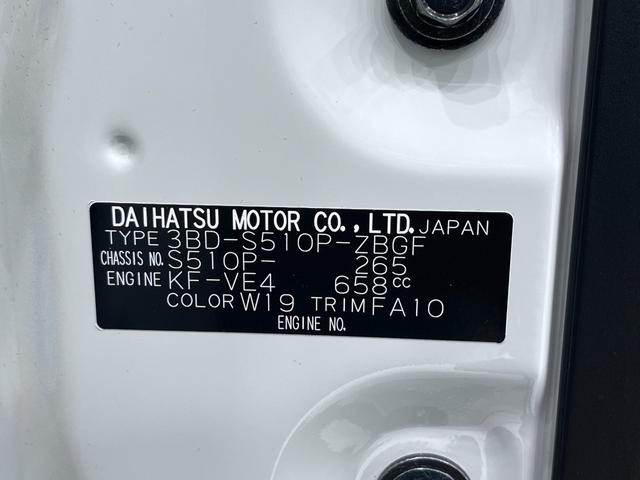 DAIHATSU MOTOR CO.,LTD. JAPAN
TYPE 3BD-S510P-ZBGF
CHASSIS NO. S510P- 265
ENGINE KF-VE4 658cc
COLOR W19 TRIM FA10
ENGINE NO.